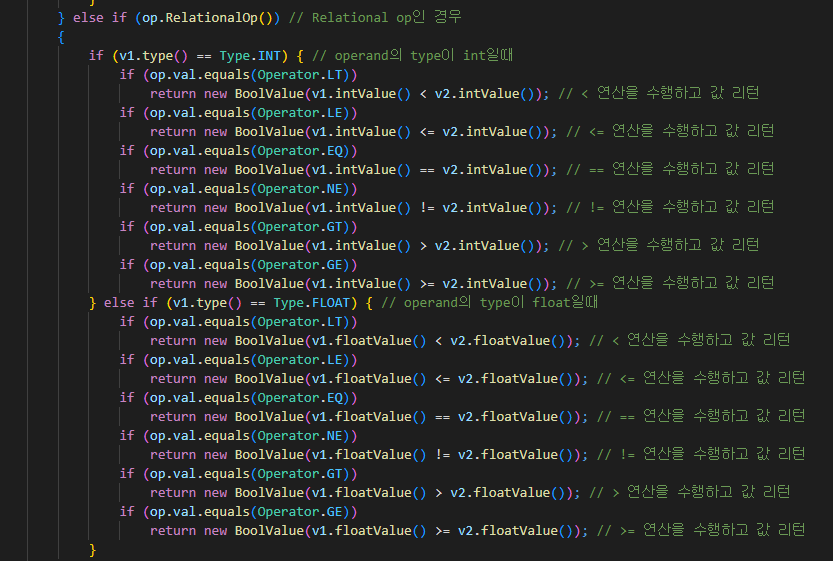 } else if (op.RelationalOp()) // Relational op인 경우
{
if (v1.type() == Type.INT) { // operand의 type이 int일때
if (op.val.equals(Operator.LT))
return new BoolValue(v1.intValue() < v2.intValue()); // < 연산을 수행하고 값 리턴
if (op.val.equals(Operator.LE))
return new BoolValue(v1.intValue() <= v2.intValue()); // <= 연산을 수행하고 값 리턴
if (op.val.equals(Operator.EQ))
return new BoolValue(v1.intValue() == v2.intValue()); // == 연산을 수행하고 값 리턴
if (op.val.equals(Operator.NE))
return new BoolValue(v1.intValue() != v2.intValue()); // != 연산을 수행하고 값 리턴
if (op.val.equals(Operator.GT))
return new BoolValue(v1.intValue() > v2.intValue()); // > 연산을 수행하고 값 리턴
if (op.val.equals(Operator.GE))
return new BoolValue(v1.intValue() >= v2.intValue()); // >= 연산을 수행하고 값 리턴
} else if (v1.type() == Type.FLOAT) { // operand의 type이 float일때
if (op.val.equals(Operator.LT))
return new BoolValue(v1.floatValue() < v2.floatValue()); // < 연산을 수행하고 값 리턴
if (op.val.equals(Operator.LE))
return new BoolValue(v1.floatValue() <= v2.floatValue()); // <= 연산을 수행하고 값 리턴
if (op.val.equals(Operator.EQ))
return new BoolValue(v1.floatValue() == v2.floatValue()); // == 연산을 수행하고 값 리턴
if (op.val.equals(Operator.NE))
return new BoolValue(v1.floatValue() != v2.floatValue()); // != 연산을 수행하고 값 리턴
if (op.val.equals(Operator.GT))
return new BoolValue(v1.floatValue() > v2.floatValue()); // > 연산을 수행하고 값 리턴
if (op.val.equals(Operator.GE))
return new BoolValue(v1.floatValue() >= v2.floatValue()); // >= 연산을 수행하고 값 리턴
}